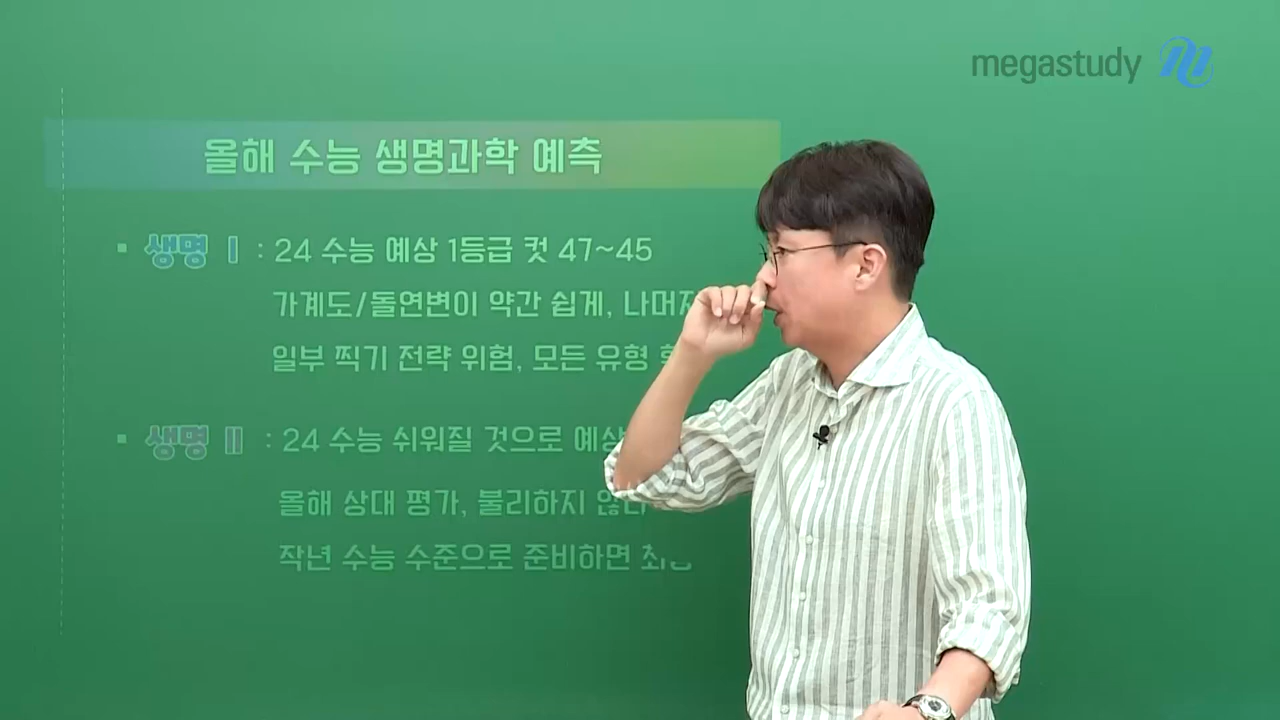 megastudy
올해 수능 생명과학 예측
▪ 생명 Ⅰ : 24 수능 예상 1등급 컷 47~45
가계도/돌연변이 약간 쉽게,
일부 찍기 전략 위험, 모든 유형
▪ 생명 Ⅱ : 24 수능 쉬워질 것으로 예상
올해 상대 평가, 불리하지
작년 수능 수준으로 준비하면